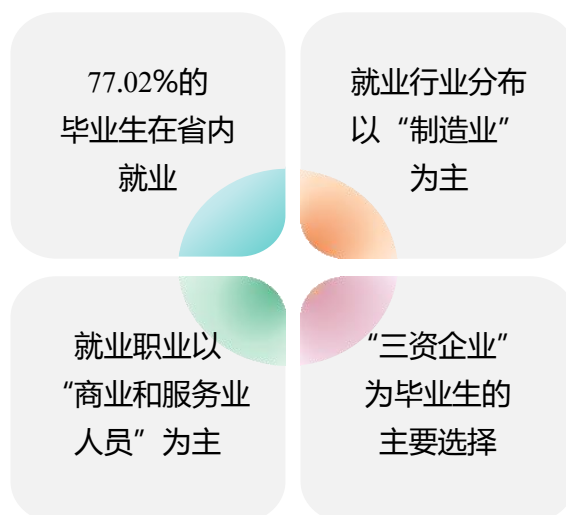 77.02%的
毕业生在省内
就业
就业行业分布
以“制造业”
为主
就业职业以
“商业和服务业
人员”为主
“三资企业”
为毕业生的
主要选择